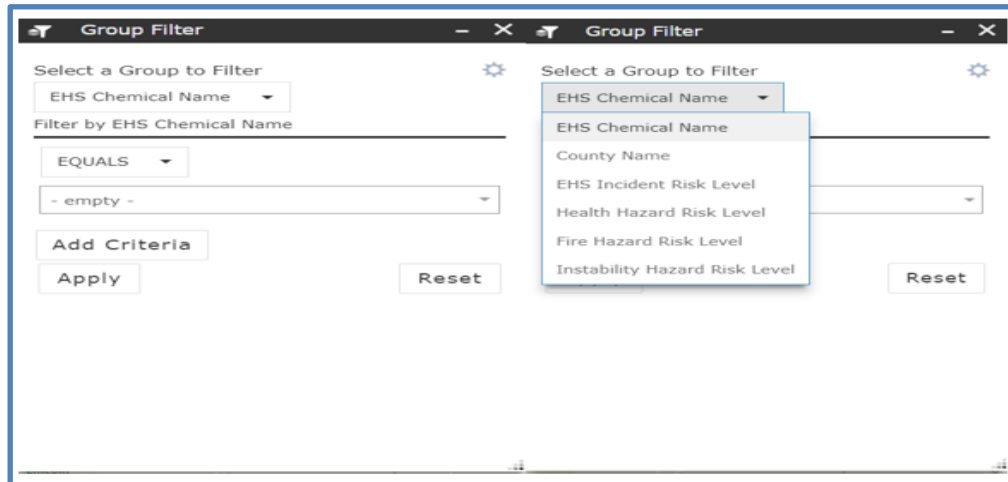 Group Filter
Select a Group to Filter
EHS Chemical Name
Filter by EHS Chemical Name
EQUALS
- empty -
Add Criteria
Apply Reset
Group Filter
Select a Group to Filter
EHS Chemical Name
EHS Chemical Name
County Name
EHS Incident Risk Level
Health Hazard Risk Level
Fire Hazard Risk Level
Instability Hazard Risk Level
Reset